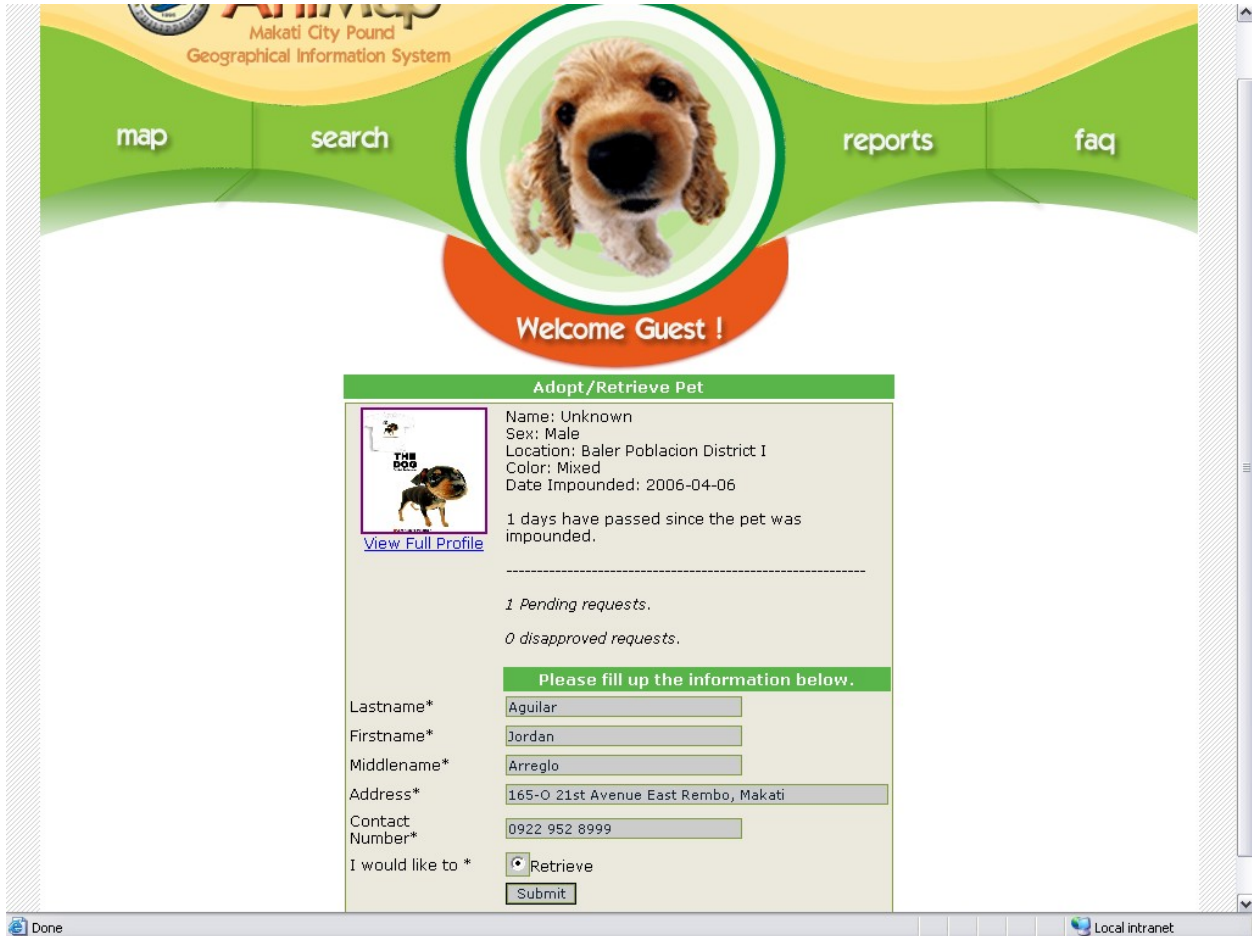 AniMap
Makati City Pound
Geographical Information System
map
search
reports
faq
Welcome Guest !
Adopt/Retrieve Pet
THE
DOG
View Full Profile
Name: Unknown
Sex: Male
Location: Baler Poblacion District I
Color: Mixed
Date Impounded: 2006-04-06
1 days have passed since the pet was
impounded.
------------------------------------------------------------
1 Pending requests.
0 disapproved requests.
Please fill up the information below.
Lastname* Aguilar
Firstname* Jordan
Middlename* Arreglo
Address* 165-O 21st Avenue East Rembo, Makati
Contact
Number* 0922 952 8999
I would like to * Retrieve
Submit
Done
Local intranet